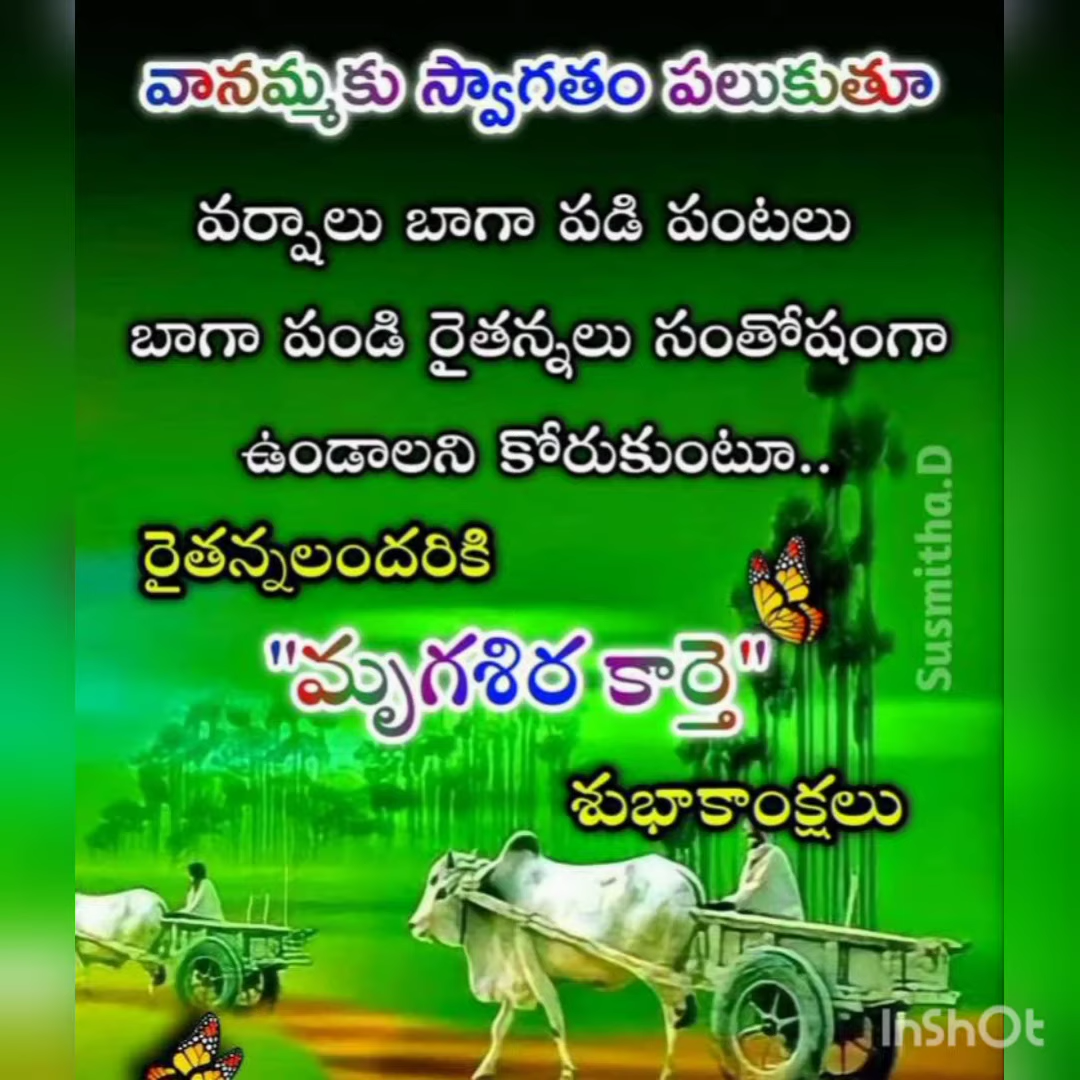 వానమ్మకు స్వాగతం పలుకుతూ
వర్షాలు బాగా పడి పంటలు
బాగా పండి రైతన్నలు సంతోషంగా
ఉండాలని కోరుకుంటూ..
రైతన్నలందరికి
"మృగశిర కార్తె"
శుభాకాంక్షలు
Susmitha.D
InShOt